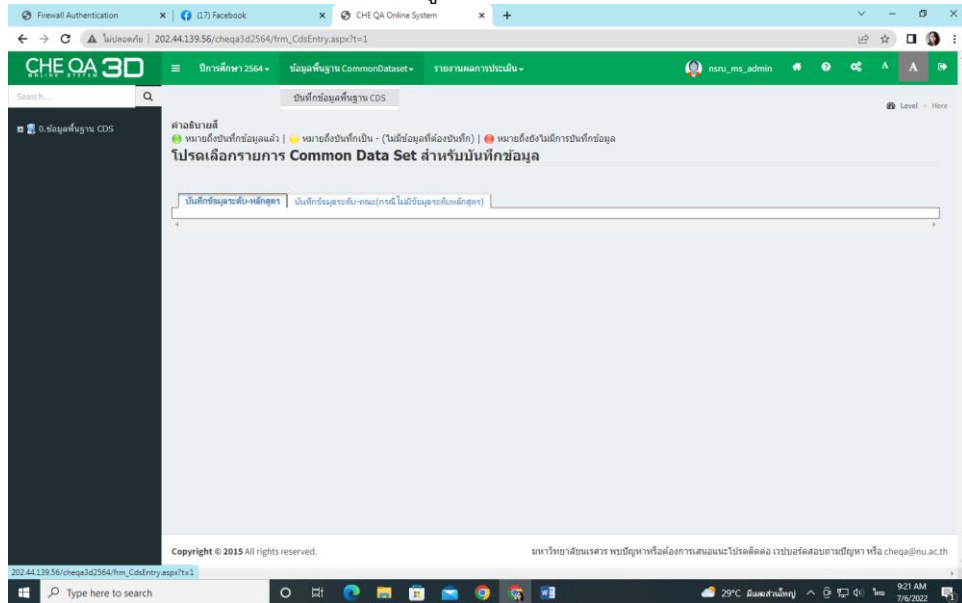 Firewall Authentication
(17) Facebook
CHE QA Online System
ไม่ปลอดภัย | 202.44.139.56/cheqa3d2564/frm_CdsEntry.aspx?t=1
CHE QA 3D
ONLINE SYSTEM
ปีการศึกษา 2564
ข้อมูลพื้นฐาน CommonDataset
รายงานผลการประเมิน
nsru_ms_admin
A
A
Search...
บันทึกข้อมูลพื้นฐาน CDS
Level > Here
0.ข้อมูลพื้นฐาน CDS
คำอธิบายสี
หมายถึงบันทึกข้อมูลแล้ว | หมายถึงบันทึกเป็น - (ไม่มีข้อมูลที่ต้องบันทึก) | หมายถึงยังไม่มีการบันทึกข้อมูล
โปรดเลือกรายการ Common Data Set สำหรับบันทึกข้อมูล
บันทึกข้อมูลระดับ-หลักสูตร
บันทึกข้อมูลระดับ-คณะ(กรณีไม่มีข้อมูลระดับหลักสูตร)
Copyright © 2015 All rights reserved.
มหาวิทยาลัยนเรศวร พบปัญหาหรือต้องการเสนอแนะโปรดติดต่อ เวปบอร์ดสอบถามปัญหา หรือ cheqa@nu.ac.th
202.44.139.56/cheqa3d2564/frm_CdsEntry.aspx?t=1
Type here to search
29°C มีแดดส่วนใหญ่
ไทย
9:21 AM
7/6/2022